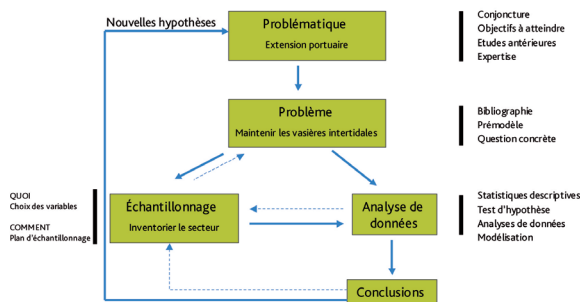 Nouvelles hypothèses
Problématique
Extension portuaire
Conjoncture
Objectifs à atteindre
Etudes antérieures
Expertise
Problème
Maintenir les vasières intertidales
Bibliographie
Prémodèle
Question concrète
QUOI
Choix des variables
COMMENT
Plan d'échantillonnage
Échantillonnage
Inventorier le secteur
Analyse de
données
Statistiques descriptives
Test d'hypothèse
Analyses de données
Modélisation
Conclusions